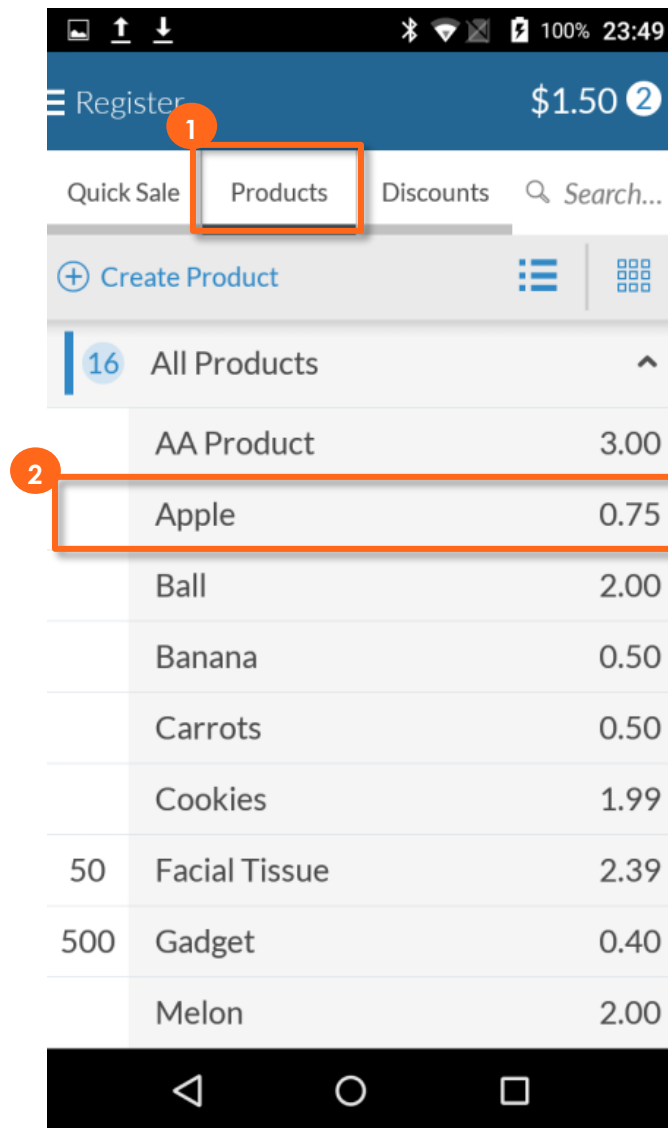 100% 23:49
Register $1.50 2
1
Quick Sale Products Discounts Search...
Create Product
16 All Products
AA Product 3.00
2
Apple 0.75
Ball 2.00
Banana 0.50
Carrots 0.50
Cookies 1.99
50 Facial Tissue 2.39
500 Gadget 0.40
Melon 2.00